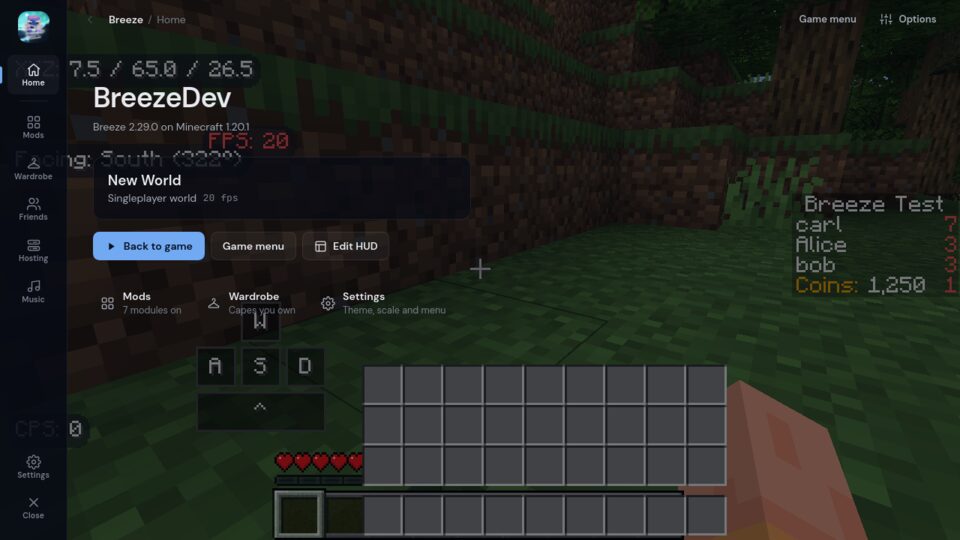 Breeze / Home
Game menu
Options
XYZ: 7.5 / 65.0 / 26.5
Home
BreezeDev
Breeze 2.29.0 on Minecraft 1.20.1
Mods
FPS: 20
Facing: South (322°)
Wardrobe
New World
Singleplayer world 20 fps
Friends
Breeze Test
carl 7
Alice 3
bob 3
Coins: 1,250 1
Back to game
Game menu
Edit HUD
Hosting
Music
Mods
7 modules on
Wardrobe
Capes you own
Settings
Theme, scale and menu
W
A S D
^
CPS: 0
Settings
Close